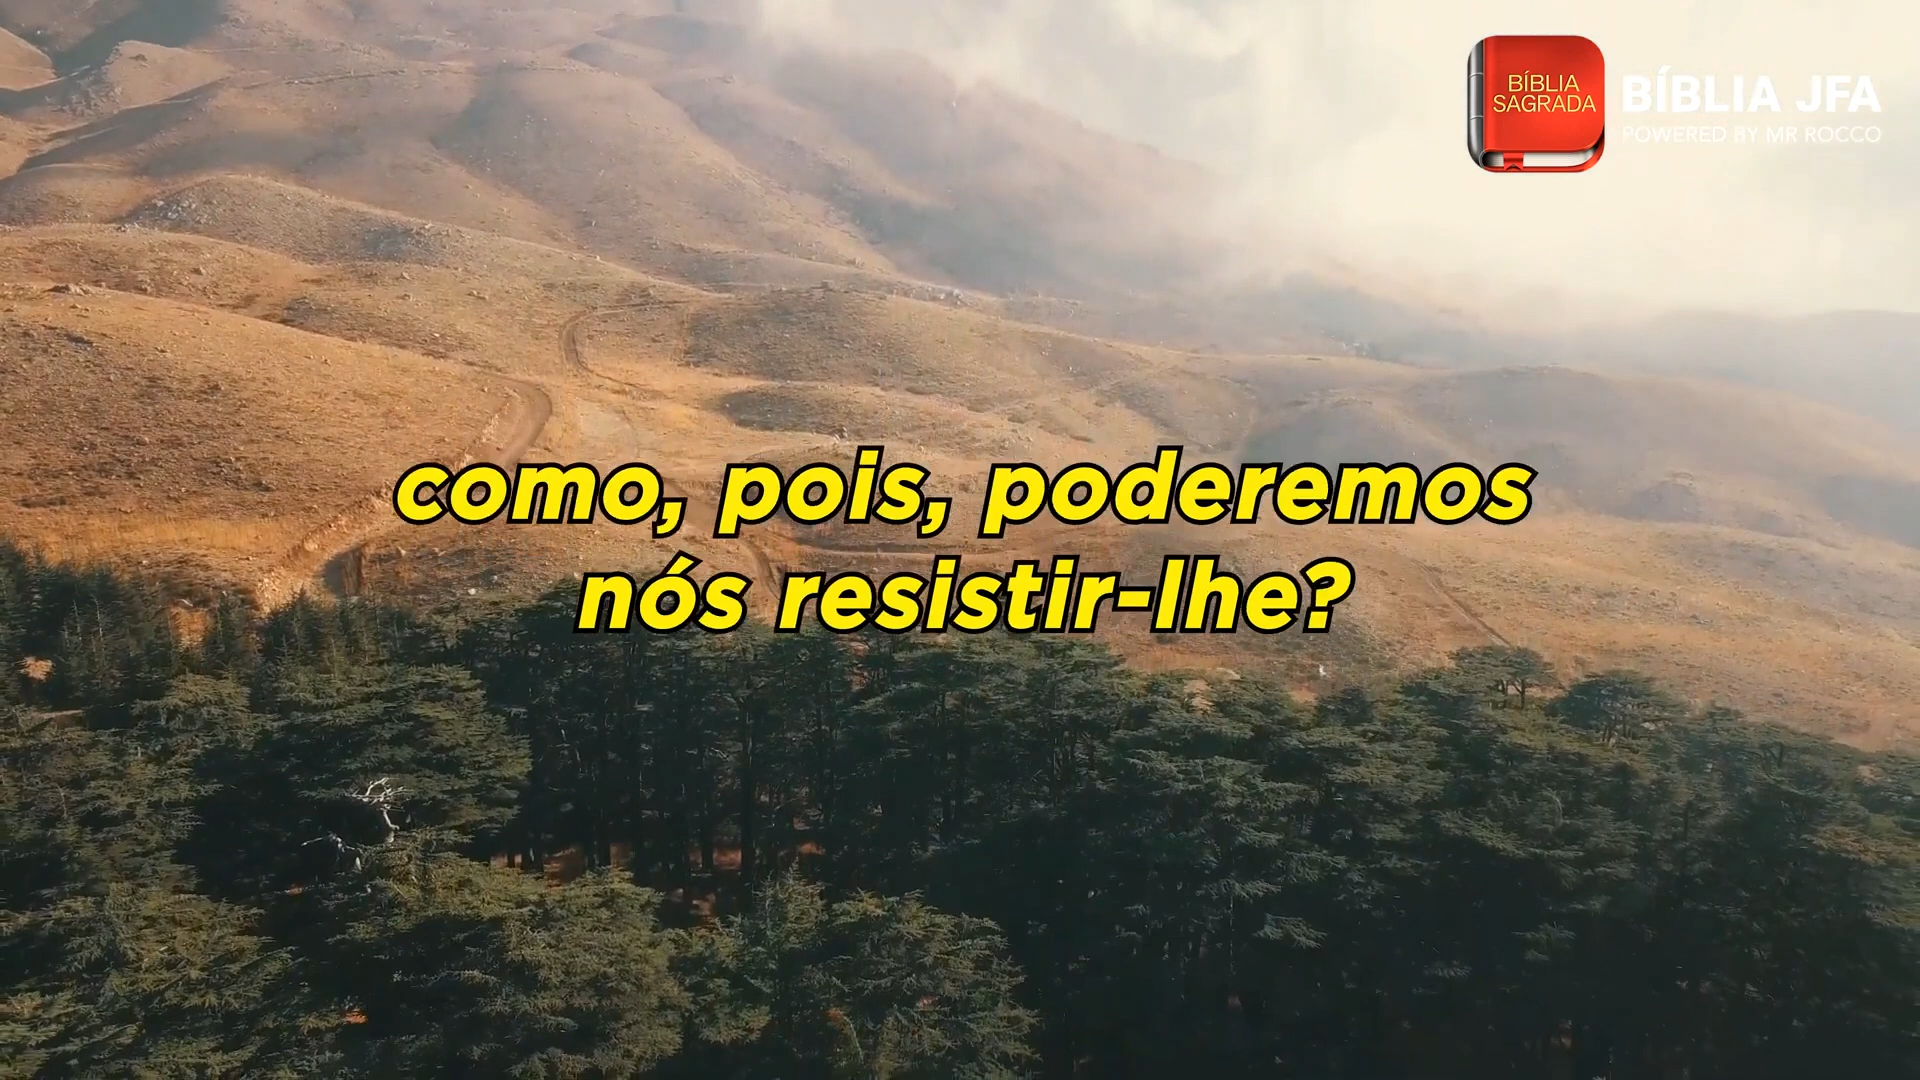 BÍBLIA
SAGRADA
BÍBLIA JFA
POWERED BY MR ROCCO
como, pois, poderemos
nós resistir-lhe?